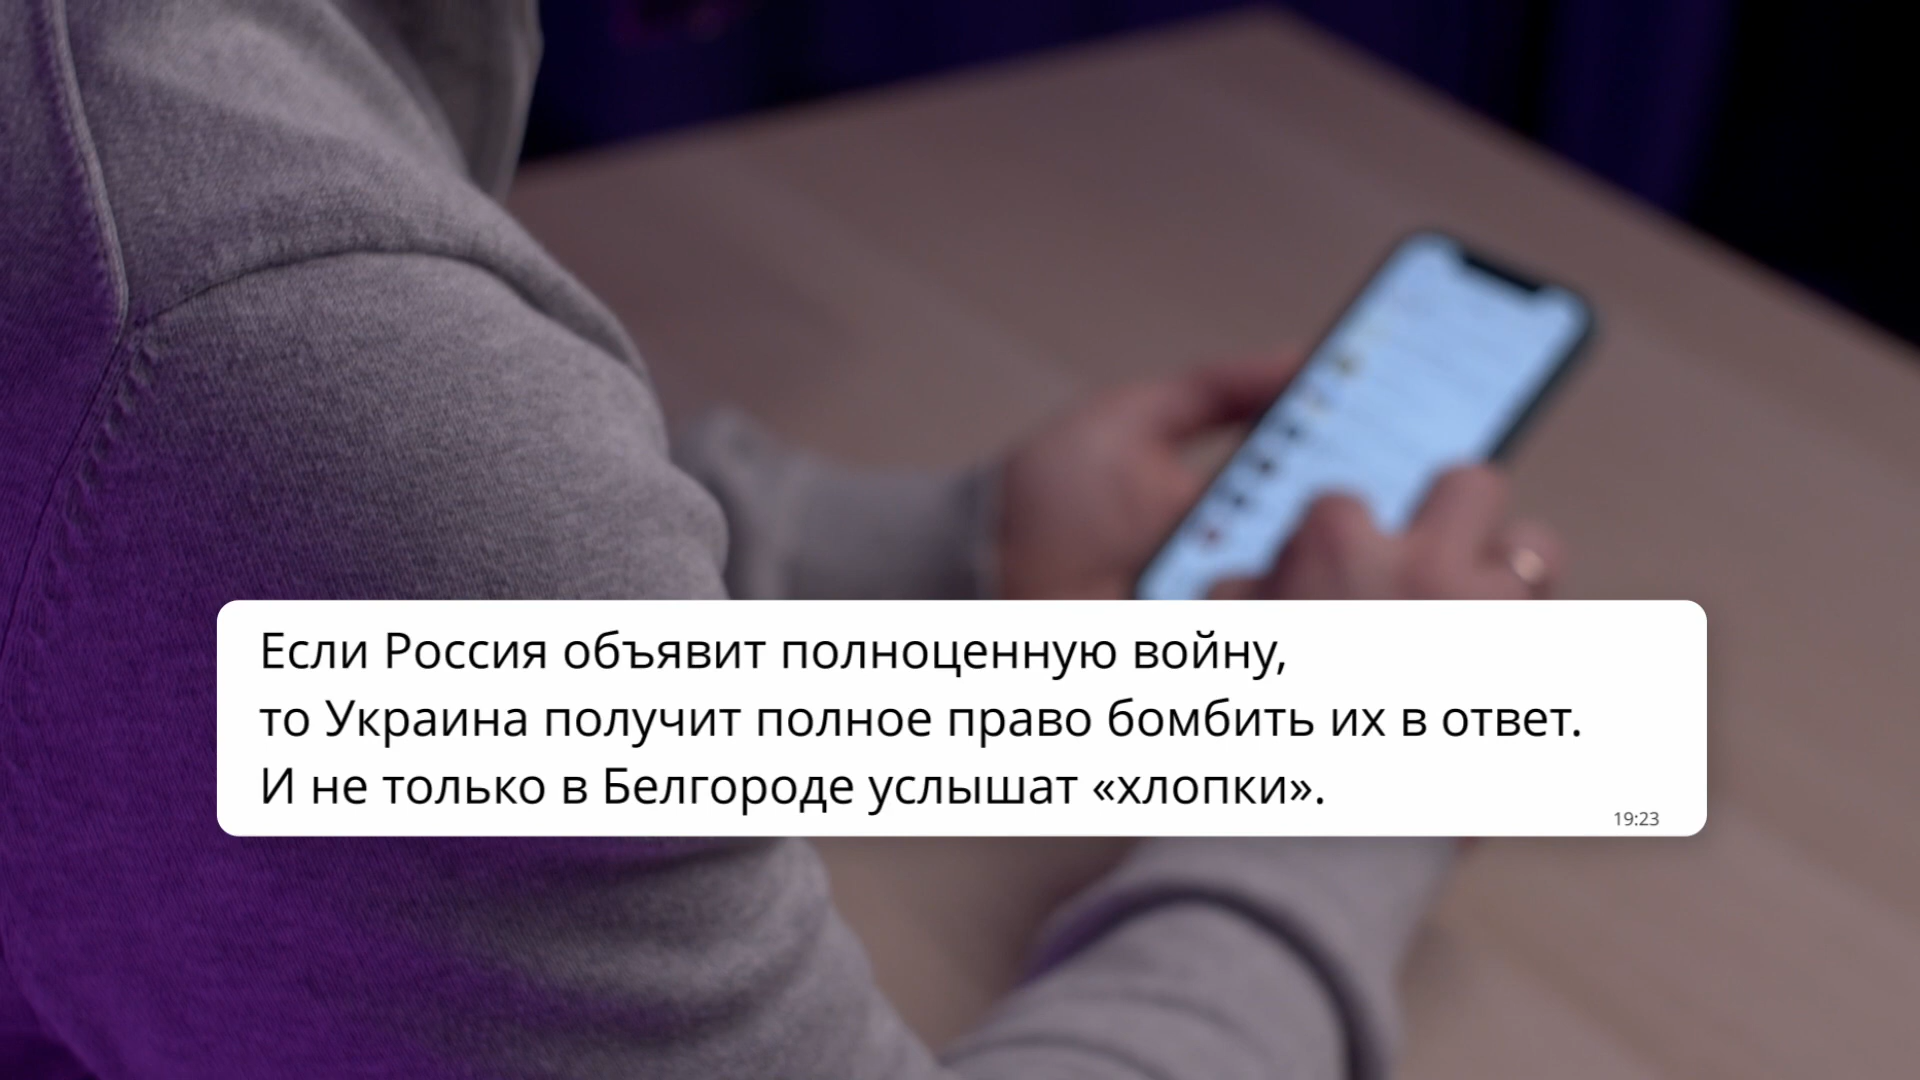 Если Россия объявит полноценную войну,
то Украина получит полное право бомбить их в ответ.
И не только в Белгороде услышат «хлопки».
19:23